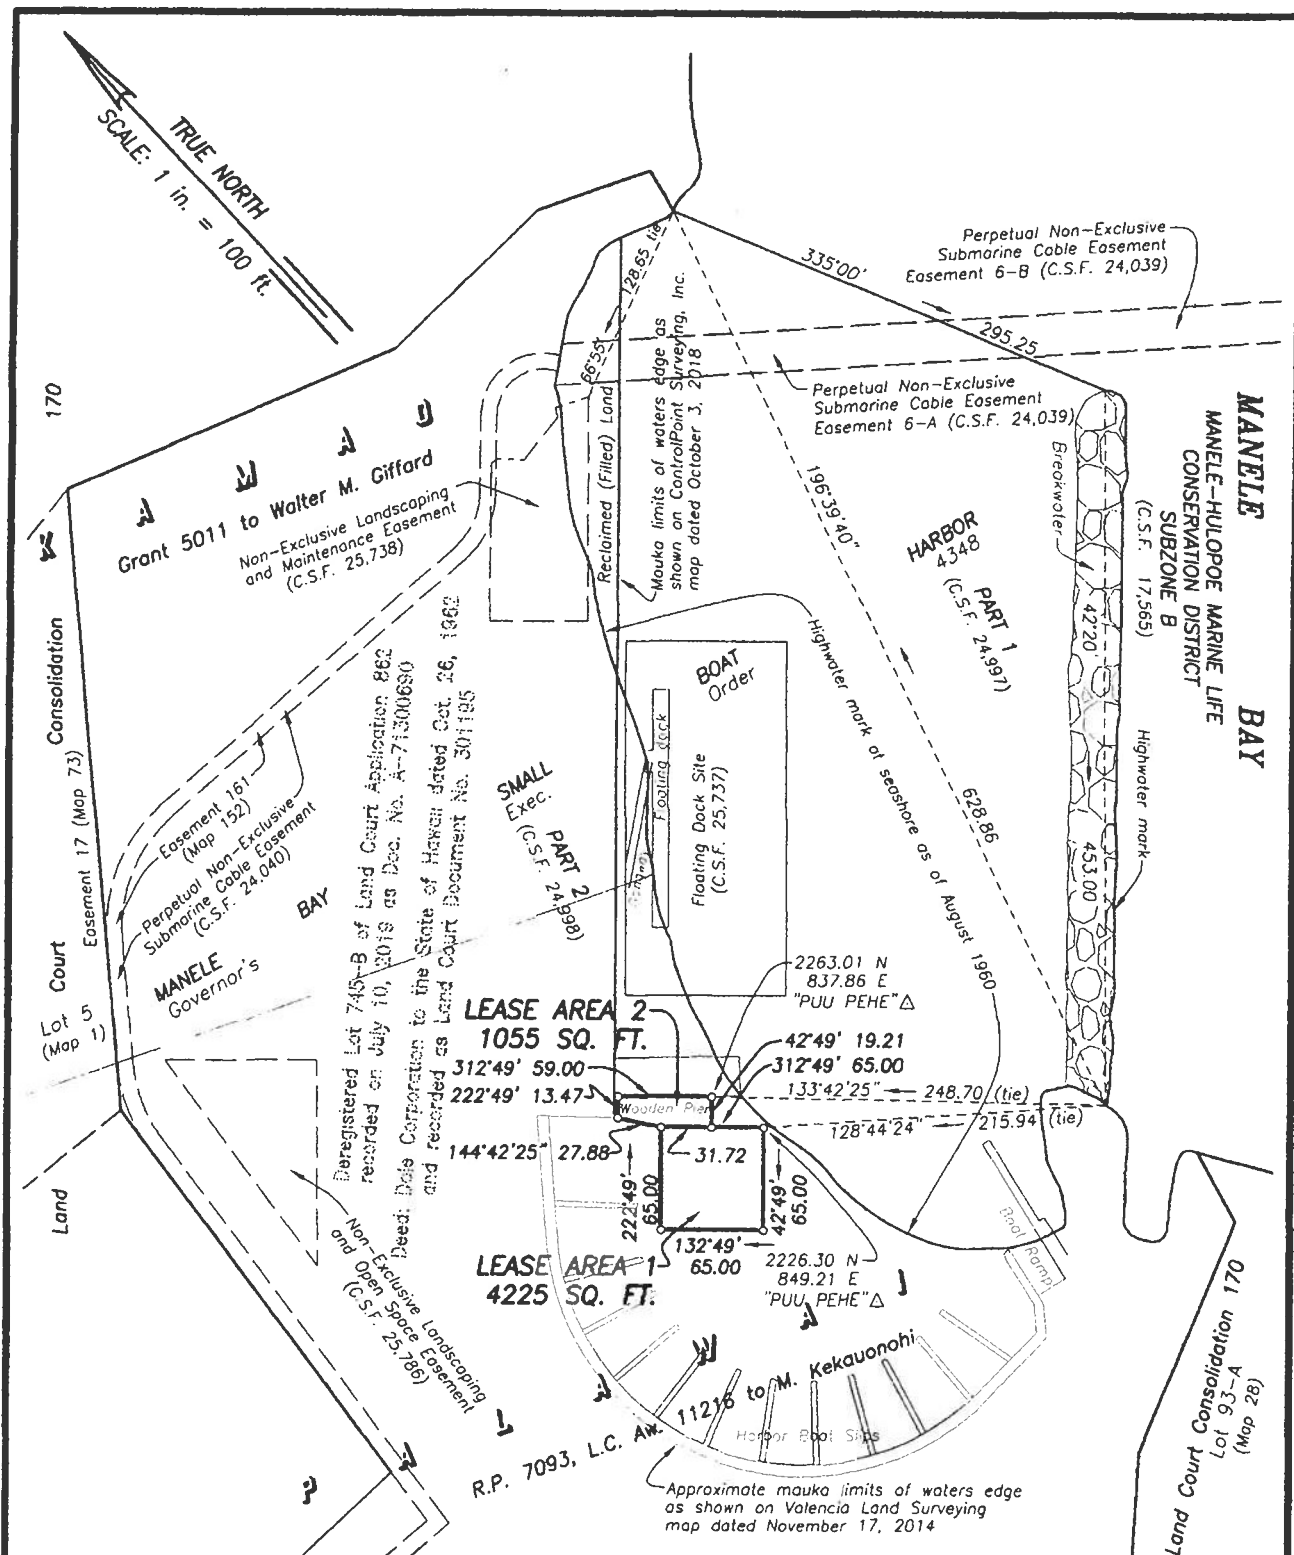 TRUE NORTH
SCALE: 1 in. = 100 ft.
Perpetual Non-Exclusive
Submarine Cable Easement
Easement 6-B (C.S.F. 24,039)
335°00'
295.25
128.65 tie
66°55'
Perpetual Non-Exclusive
Submarine Cable Easement
Easement 6-A (C.S.F. 24,039)
Mauka limits of waters edge as
shown on ControlPoint Surveying, Inc.
map dated October 3, 2018
Reclaimed (Filled) Land
MANELE BAY
MANELE-HULOPOE MARINE LIFE
CONSERVATION DISTRICT
SUBZONE B
(C.S.F. 17,565)
Breakwater
42°20'
453.00
Highwater mark
196°39'40"
628.86
HARBOR
4348
PART 1
(C.S.F. 24,997)
Highwater mark at seashore as of August 1960
170
Consolidation
Court
Land
Easement 17 (Map 73)
Lot 5
(Map 1)
K A M A O
Grant 5011 to Walter M. Gifford
Non-Exclusive Landscaping
and Maintenance Easement
(C.S.F. 25,738)
BOAT
Order
Floating dock
Floating Dock Site
(C.S.F. 25,737)
SMALL
Exec.
PART 2
(C.S.F. 24,998)
Deregistered Lot 745-B of Land Court Application 862
recorded on July 10, 2019 as Doc. No. A-71300690
Deed: Dole Corporation to the State of Hawaii dated Oct. 26, 1962
and recorded as Land Court Document No. 301195
Easement 161
(Map 152)
Perpetual Non-Exclusive
Submarine Cable Easement
(C.S.F. 24,040)
BAY
MANELE
Governor's
2263.01 N
837.86 E
"PUU PEHE"△
LEASE AREA 2
1055 SQ. FT.
312°49' 59.00
222°49' 13.47
144°42'25" 27.88
42°49' 19.21
312°49' 65.00
133°42'25" 248.70 (tie)
128°44'24" 215.94 (tie)
Wooden Pier
31.72
222°49'
65.00
42°49'
65.00
132°49'
65.00
LEASE AREA 1
4225 SQ. FT.
2226.30 N
849.21 E
"PUU PEHE"△
Boat Ramp
Non-Exclusive Landscaping
and Open Space Easement
(C.S.F. 25,786)
P A L A W A I
R.P. 7093, L.C. Aw. 11216 to M. Kekauonohi
Harbor Boat Slips
Approximate mauka limits of waters edge
as shown on Valencia Land Surveying
map dated November 17, 2014
Land Court Consolidation 170
Lot 93-A
(Map 28)